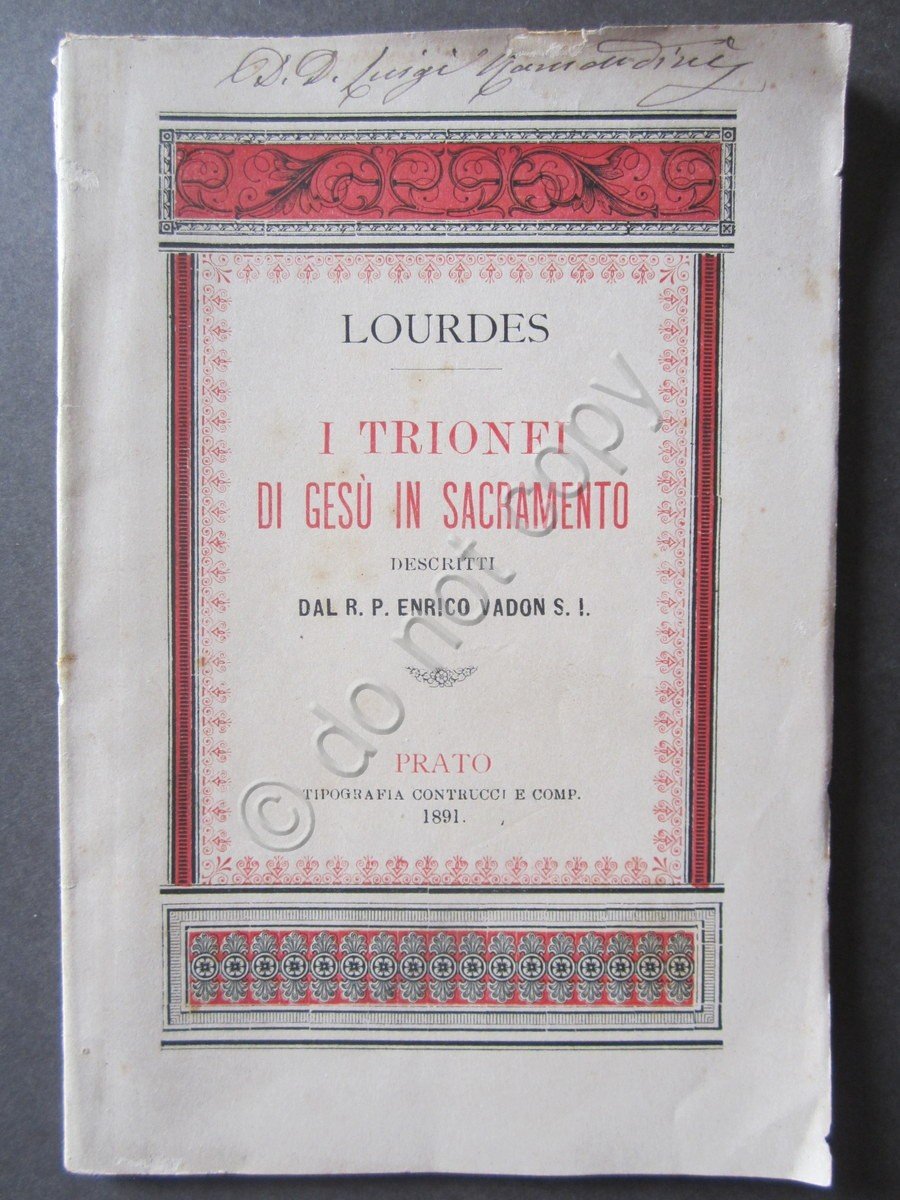 D. D. Luigi
LOURDES
I TRIONFI
DI GESÙ IN SACRAMENTO
DESCRITTI
DAL R. P. ENRICO VADON S. I.
PRATO
TIPOGRAFIA CONTRUCCI E COMP.
1891.
© do not copy